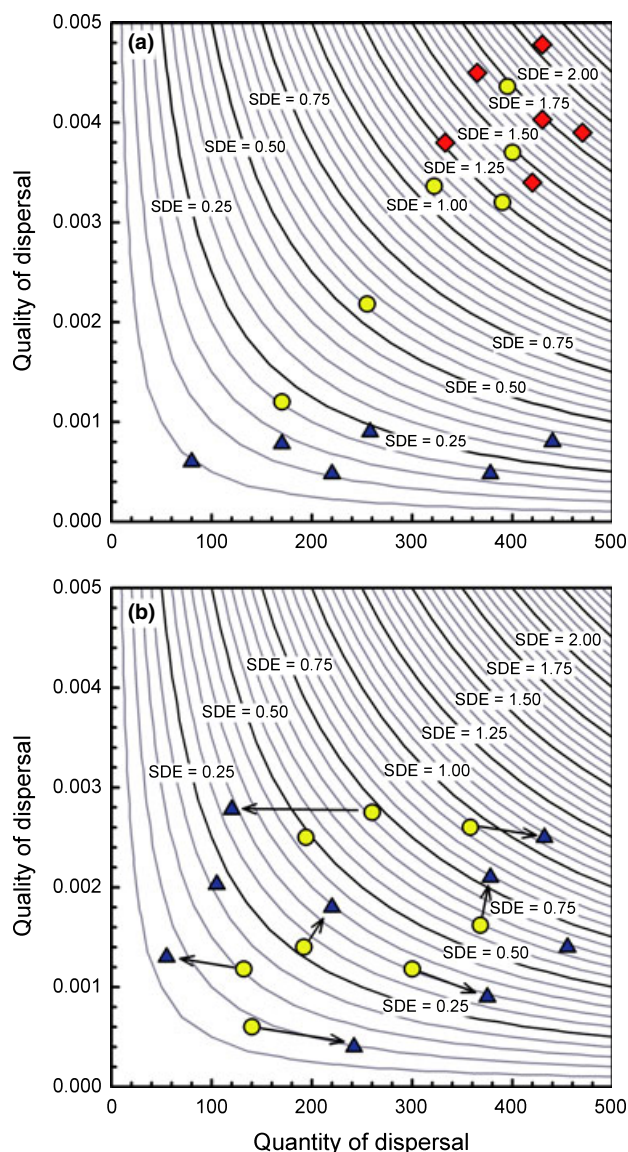 (a)
0.005
0.004
0.003
0.002
0.001
0.000
Quality of dispersal
SDE = 2.00
SDE = 0.75
SDE = 1.75
SDE = 0.50
SDE = 1.50
SDE = 1.25
SDE = 0.25
SDE = 1.00
SDE = 0.75
SDE = 0.50
SDE = 0.25
0 100 200 300 400 500
(b)
0.005
0.004
0.003
0.002
0.001
0.000
Quality of dispersal
SDE = 2.00
SDE = 0.75
SDE = 1.75
SDE = 1.50
SDE = 0.50
SDE = 1.25
SDE = 0.25
SDE = 1.00
SDE = 0.75
SDE = 0.50
SDE = 0.25
0 100 200 300 400 500
Quantity of dispersal